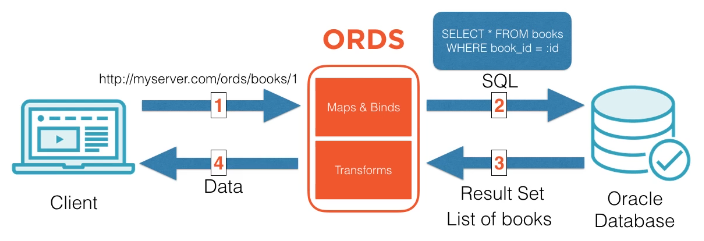 ORDS
SELECT * FROM books
WHERE book_id = :id
http://myserver.com/ords/books/1
SQL
1
Maps & Binds
2
4
Transforms
3
Data
Client
Result Set
List of books
Oracle
Database